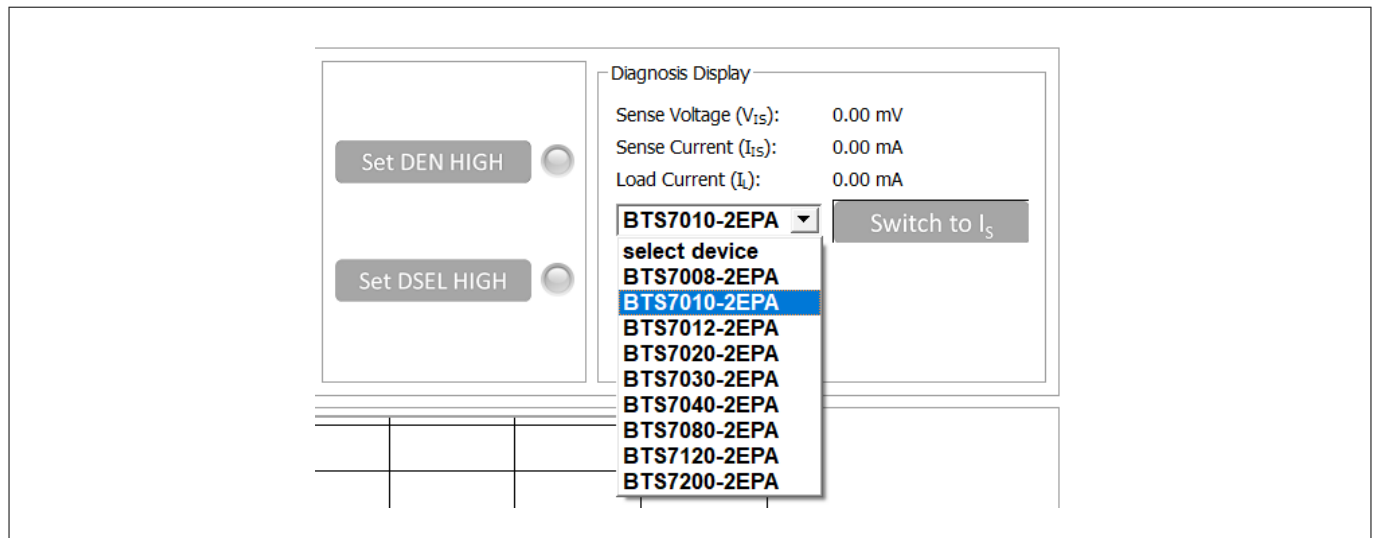 Diagnosis Display
Sense Voltage (VIS): 0.00 mV
Set DEN HIGH
Sense Current (IIS): 0.00 mA
Load Current (IL): 0.00 mA
BTS7010-2EPA
Switch to IS
select device
BTS7008-2EPA
Set DSEL HIGH
BTS7010-2EPA
BTS7012-2EPA
BTS7020-2EPA
BTS7030-2EPA
BTS7040-2EPA
BTS7080-2EPA
BTS7120-2EPA
BTS7200-2EPA